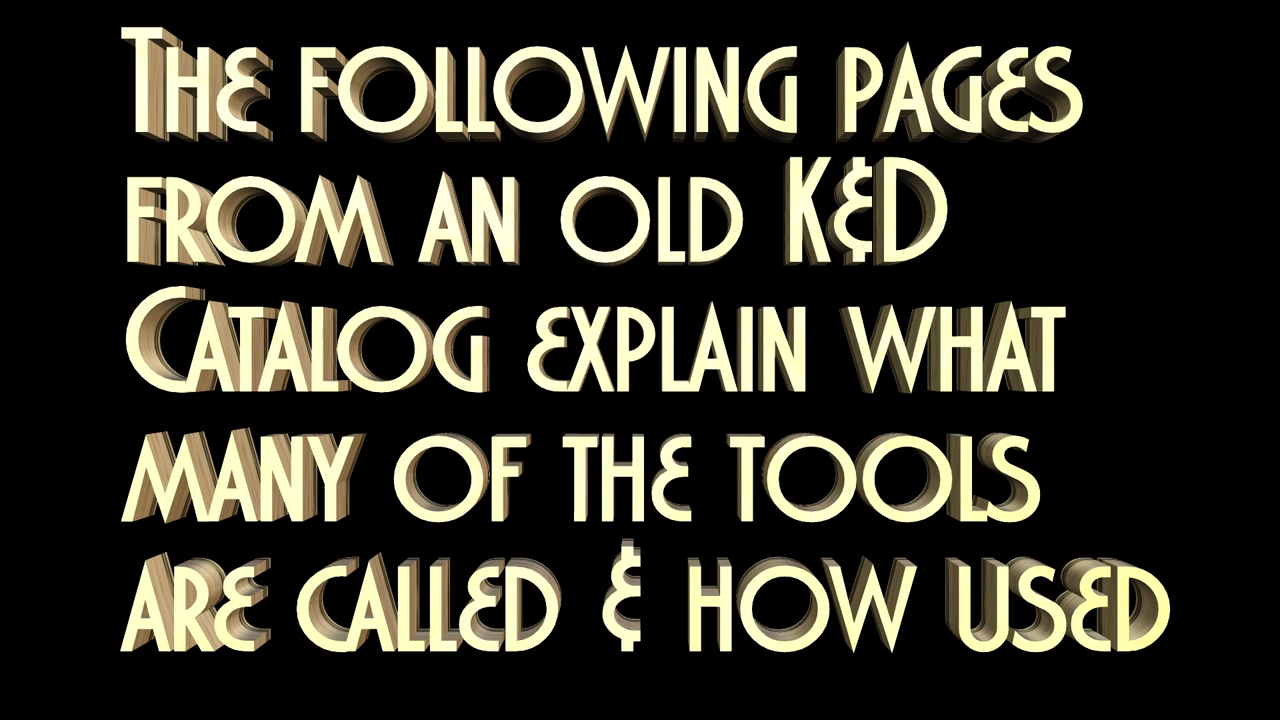 The following pages
from an old K&D
Catalog explain what
many of the tools
are called & how used